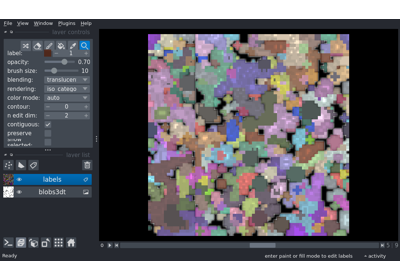 File View Window Plugins Help
layer controls
label: 1
opacity: 0.70
brush size: 10
blending: translucen
rendering: iso_catego
color mode: auto
contour: 0
n edit dim: 2
contiguous:
preserve
selected:
layer list
labels
blobs3dt
Ready
enter paint or fill mode to edit labels
activity